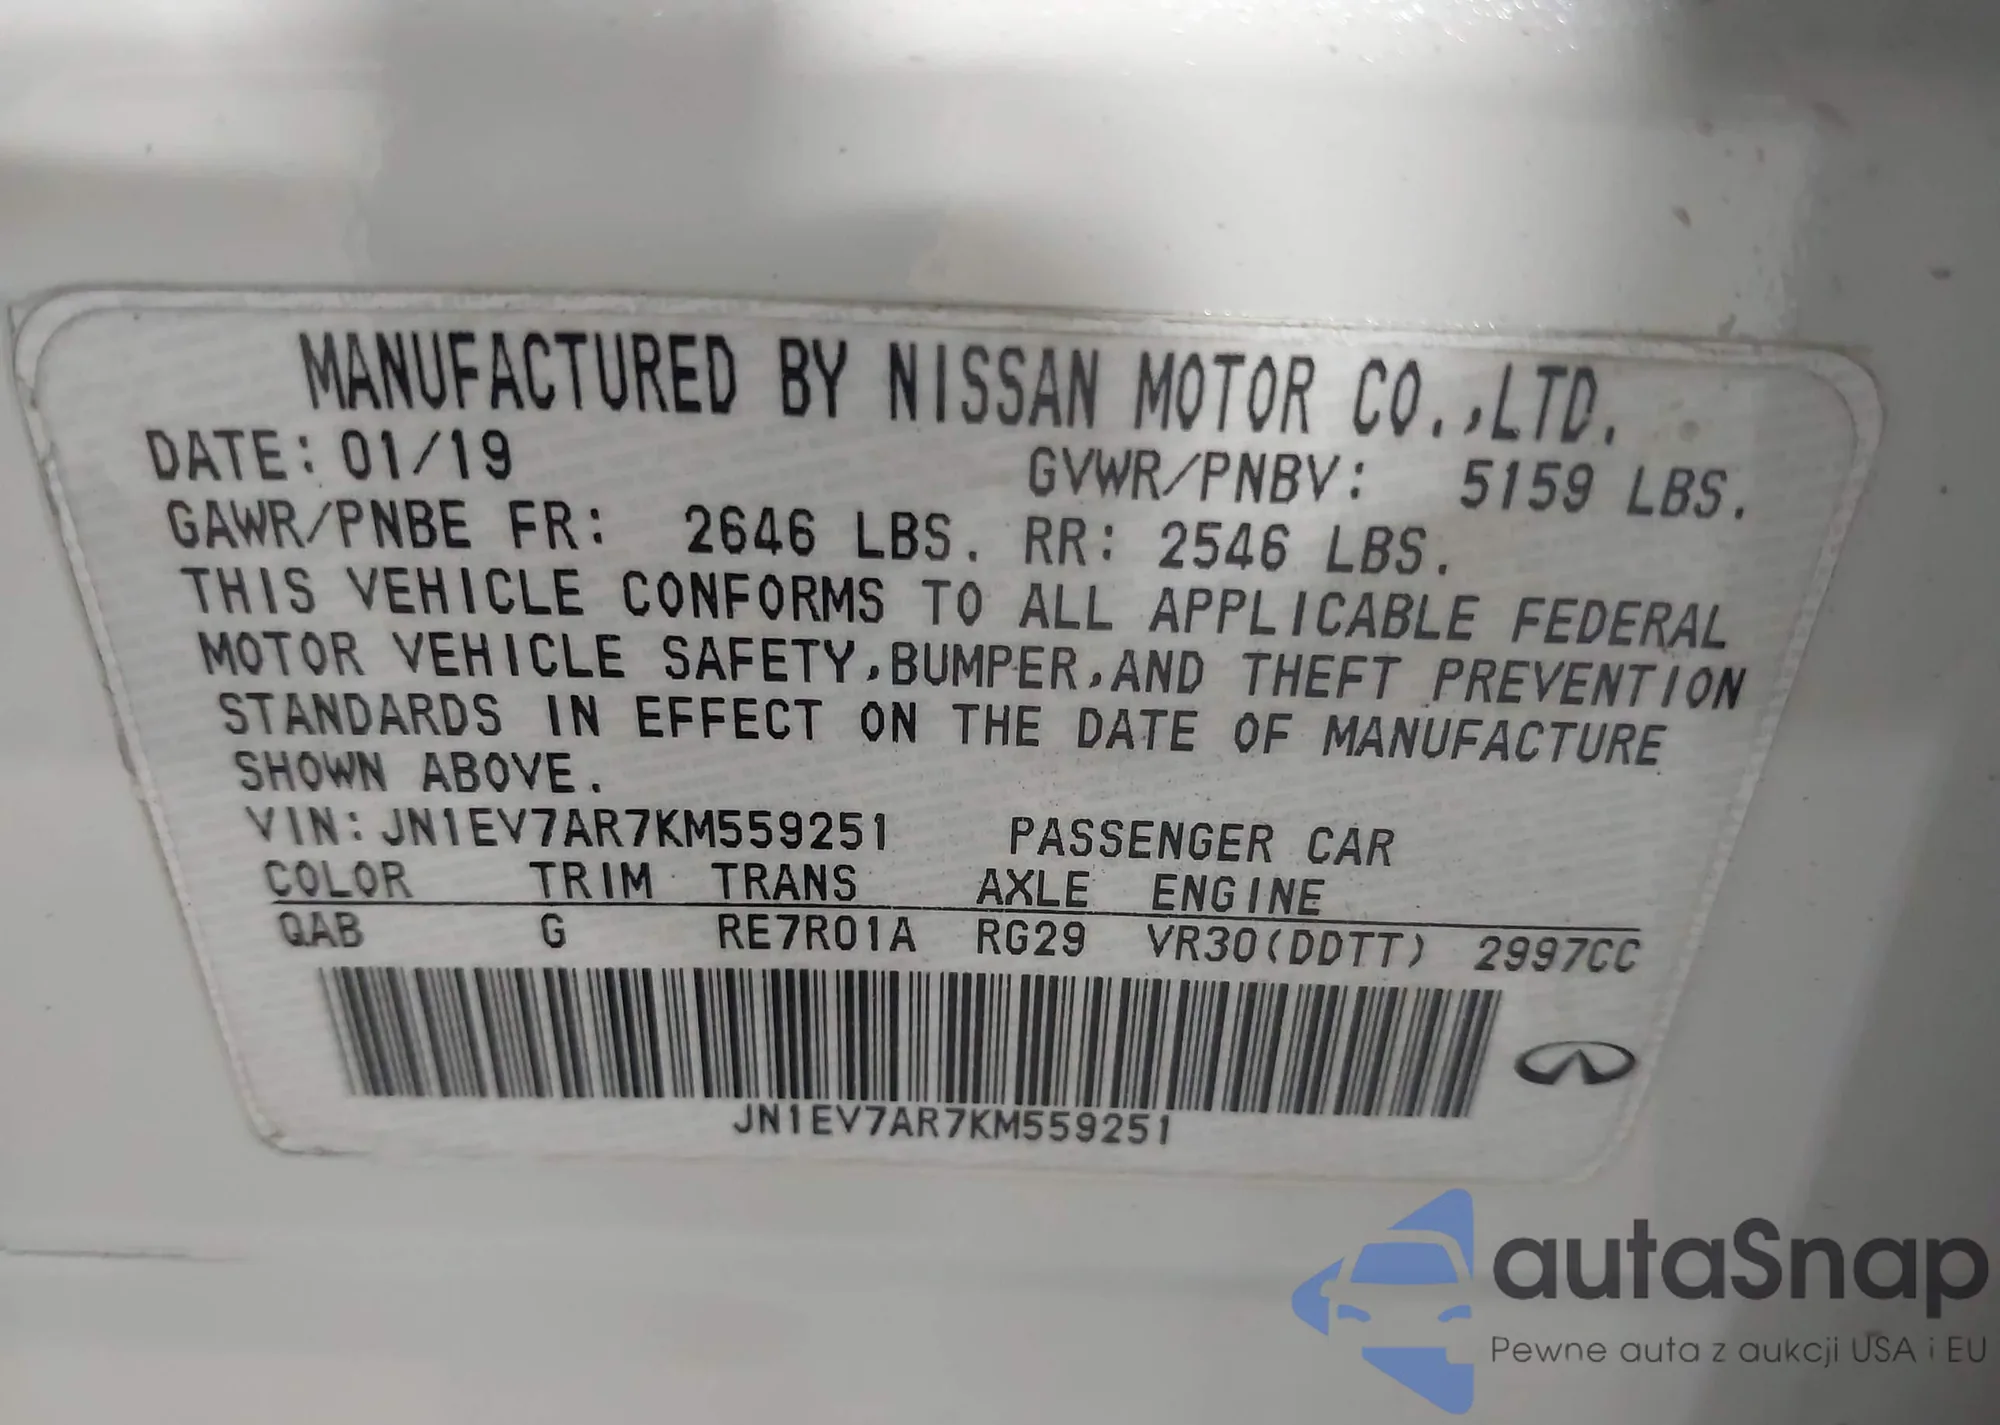 MANUFACTURED BY NISSAN MOTOR CO.,LTD.
DATE: 01/19 GVWR/PNBV: 5159 LBS.
GAWR/PNBE FR: 2646 LBS. RR: 2546 LBS.
THIS VEHICLE CONFORMS TO ALL APPLICABLE FEDERAL
MOTOR VEHICLE SAFETY,BUMPER,AND THEFT PREVENTION
STANDARDS IN EFFECT ON THE DATE OF MANUFACTURE
SHOWN ABOVE.
VIN: JN1EV7AR7KM559251 PASSENGER CAR
COLOR TRIM TRANS AXLE ENGINE
QAB G RE7R01A RG29 VR30(DDTT) 2997CC
JN1EV7AR7KM559251
autaSnap
Pewne auta z aukcji USA i EU